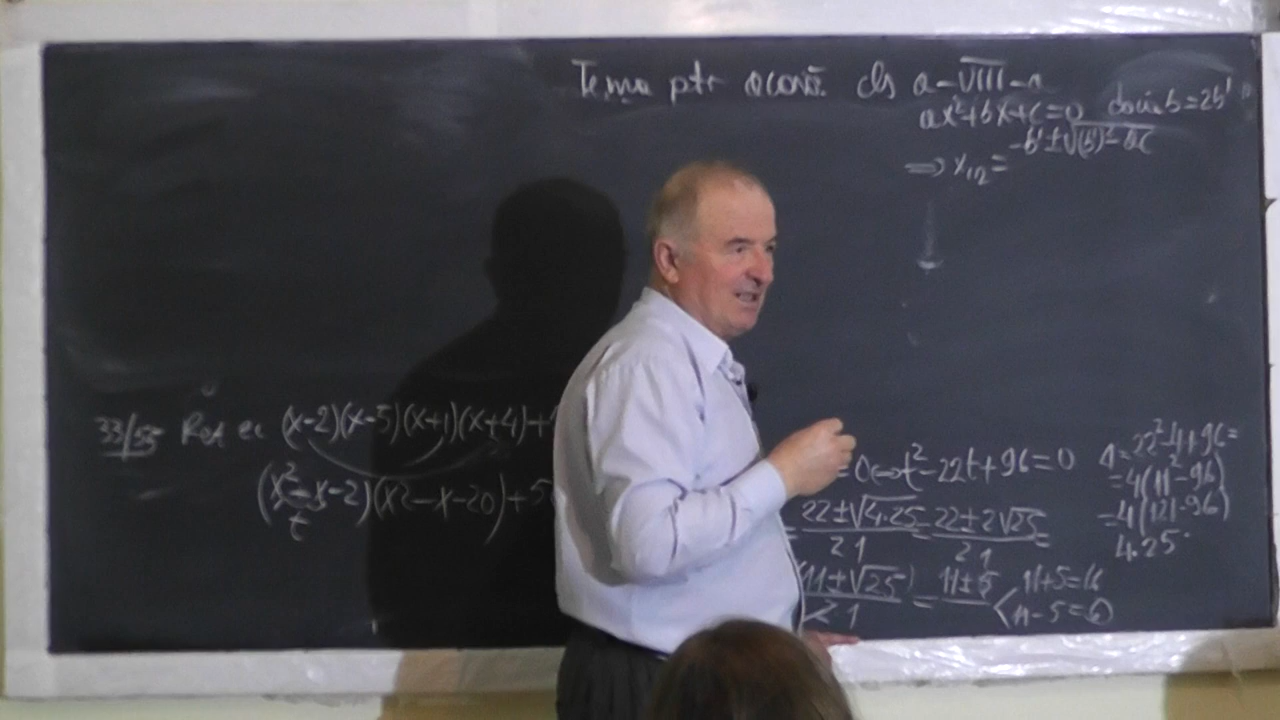 Tema ptr acasă cls a-VIII-a
ax²+bx+c=0 dacă b=2b'
⇒ x₁₂= -b'±√(b')²-ac
33/55 Rez ec (x-2)(x-5)(x+1)(x+4)+
(x²-x-2)(x²-x-20)+5
t
=0⇔t²-22t+96=0
= 22±√4·25 / 2·1 = 22±2√25 / 2·1 =
(11±√25) / 2·1 = 11±5 < 11+5=16
11-5=6
Δ=22²-4·96=
=4(11²-96)
=4(121-96)
4·25